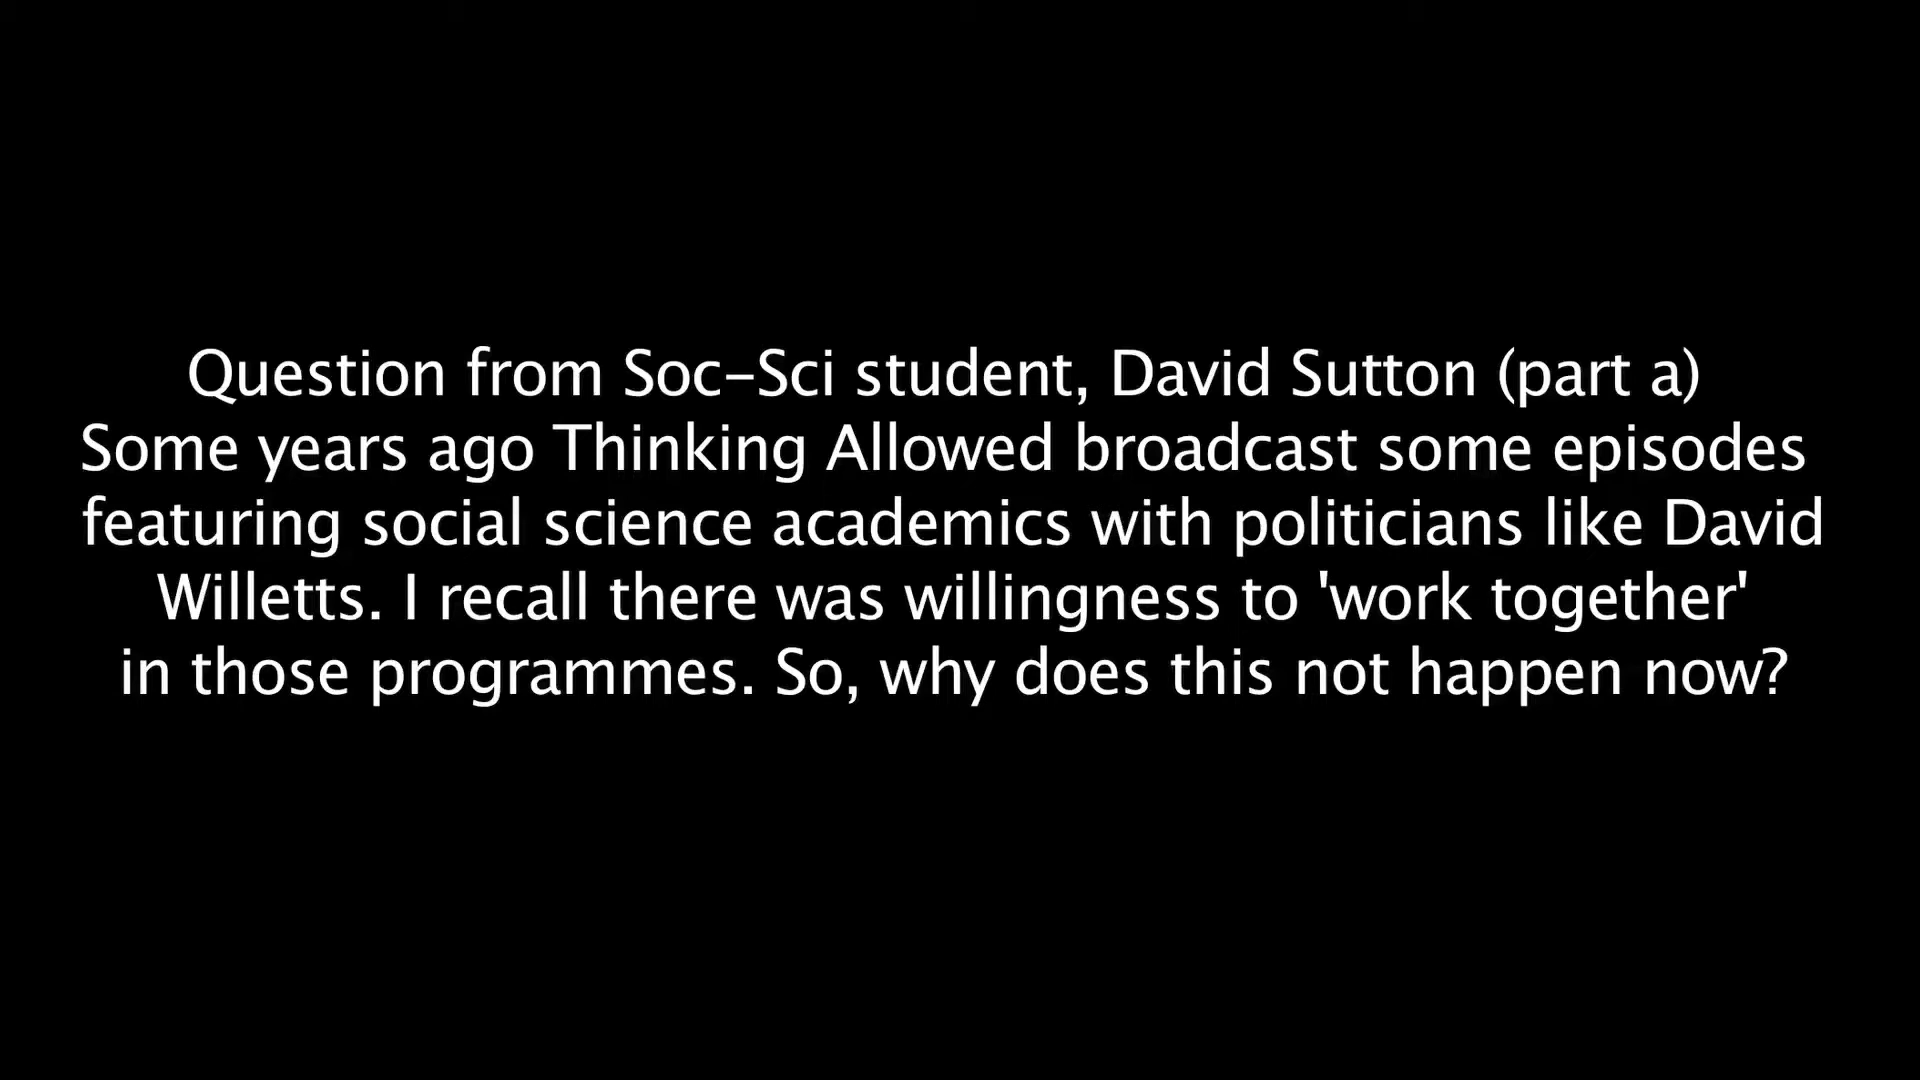 Question from Soc-Sci student, David Sutton (part a)
Some years ago Thinking Allowed broadcast some episodes
featuring social science academics with politicians like David
Willetts. I recall there was willingness to 'work together'
in those programmes. So, why does this not happen now?